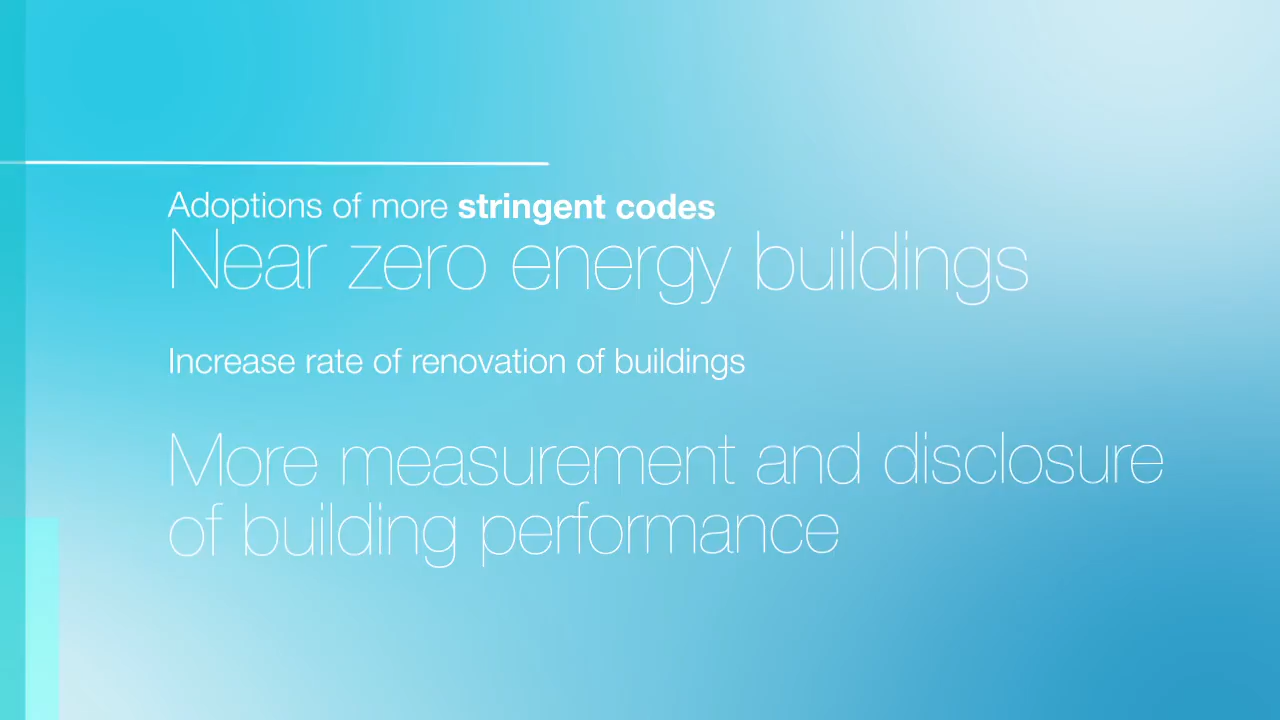 Adoptions of more stringent codes
Near zero energy buildings
Increase rate of renovation of buildings
More measurement and disclosure
of building performance